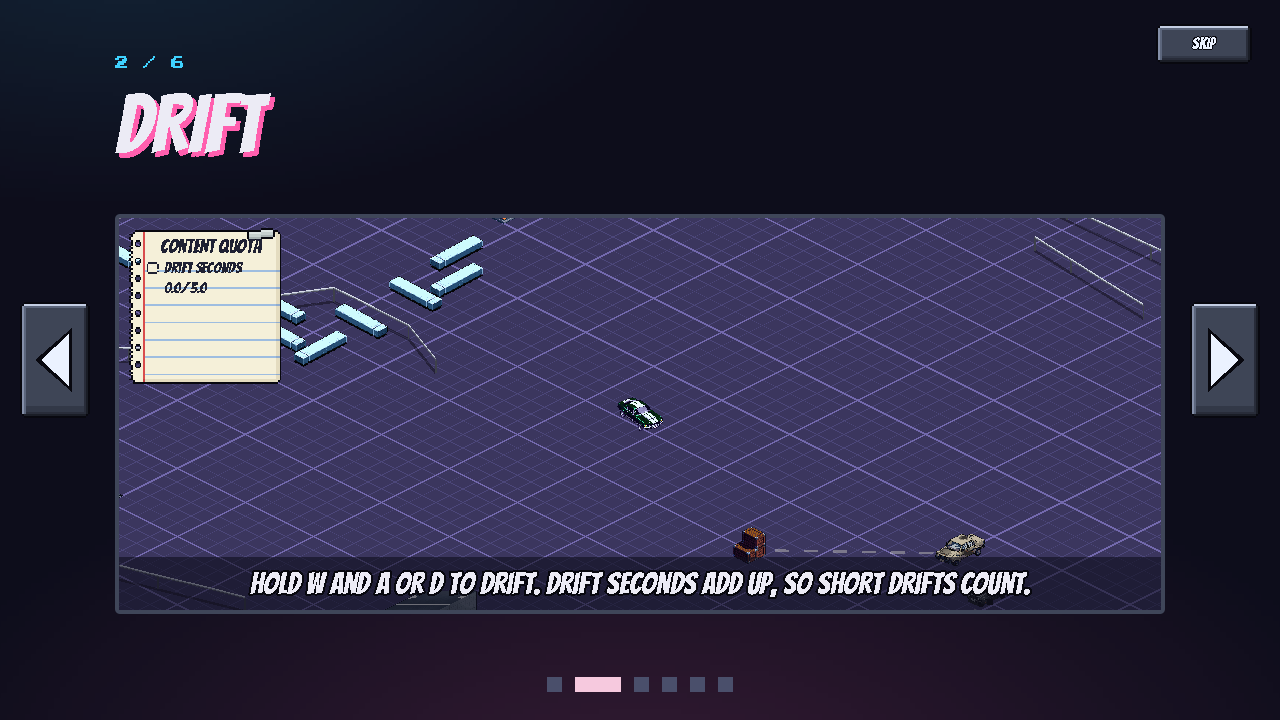 2 / 6
SKIP
DRIFT
CONTENT QUOTA
DRIFT SECONDS
0.0/5.0
HOLD W AND A OR D TO DRIFT. DRIFT SECONDS ADD UP, SO SHORT DRIFTS COUNT.